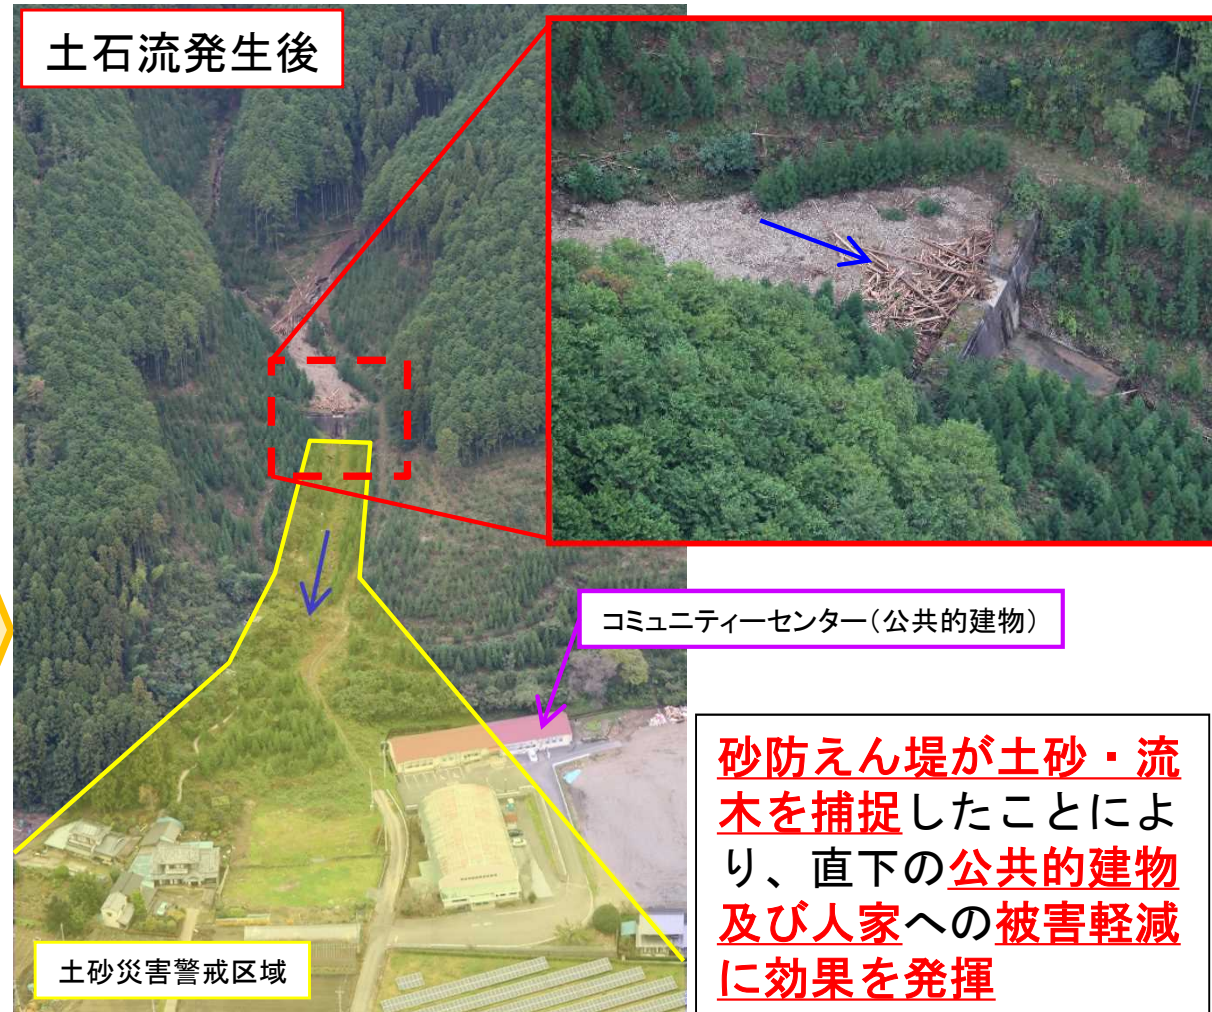 土石流発生後
コミュニティーセンター（公共的建物）
砂防えん堤が土砂・流
木を捕捉したことによ
り、直下の公共的建物
及び人家への被害軽減
に効果を発揮
土砂災害警戒区域